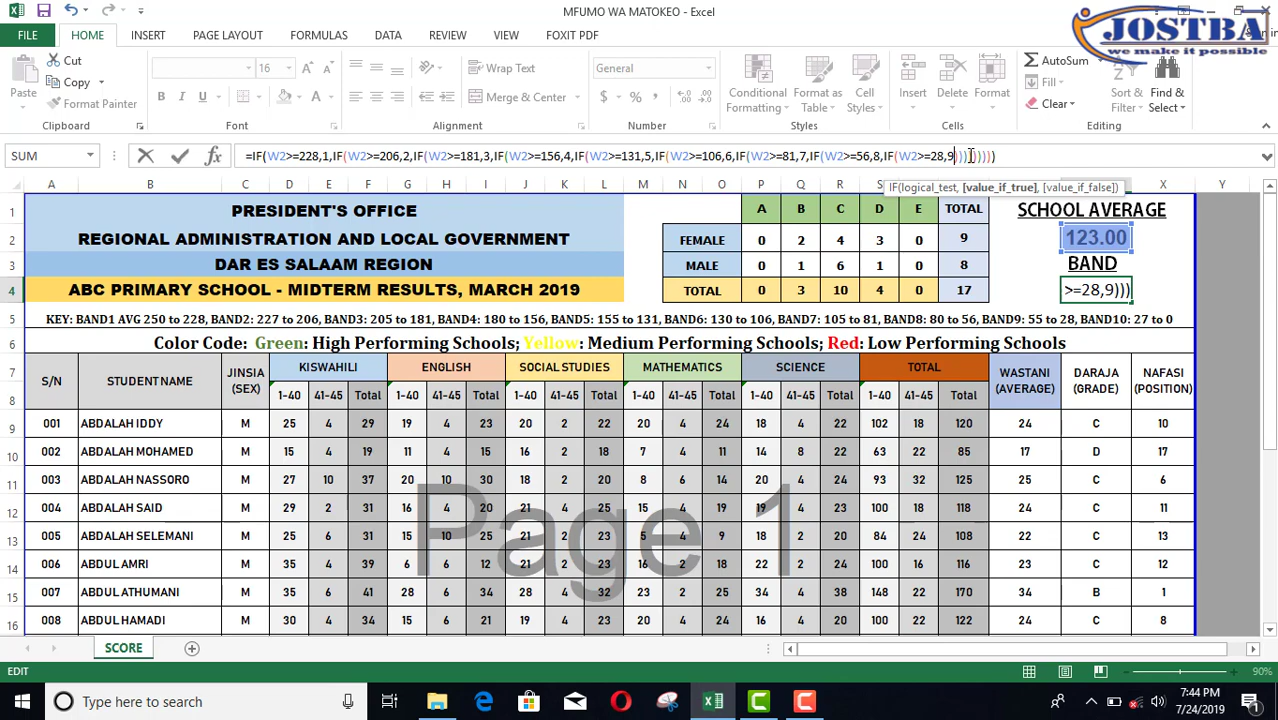 MFUMO WA MATOKEO - Excel
JOSTBA
we make it possible
FILE HOME INSERT PAGE LAYOUT FORMULAS DATA REVIEW VIEW FOXIT PDF
Cut
Copy
Format Painter
Paste
Clipboard
16
B I U
Font
Wrap Text
Merge & Center
Alignment
General
$ % ,
Number
Conditional Formatting
Format as Table
Cell Styles
Styles
Insert Delete Format
Cells
AutoSum
Fill
Clear
Sort & Filter
Find & Select
Editing
SUM
=IF(W2>=228,1,IF(W2>=206,2,IF(W2>=181,3,IF(W2>=156,4,IF(W2>=131,5,IF(W2>=106,6,IF(W2>=81,7,IF(W2>=56,8,IF(W2>=28,9)))))))))
IF(logical_test, [value_if_true], [value_if_false])
A B C D E F G H I J K L M N O P Q R S X Y
1 PRESIDENT'S OFFICE A B C D E TOTAL SCHOOL AVERAGE
2 REGIONAL ADMINISTRATION AND LOCAL GOVERNMENT FEMALE 0 2 4 3 0 9 123.00
3 DAR ES SALAAM REGION MALE 0 1 6 1 0 8 BAND
4 ABC PRIMARY SCHOOL - MIDTERM RESULTS, MARCH 2019 TOTAL 0 3 10 4 0 17 >=28,9)))
5 KEY: BAND1 AVG 250 to 228, BAND2: 227 to 206, BAND3: 205 to 181, BAND4: 180 to 156, BAND5: 155 to 131, BAND6: 130 to 106, BAND7: 105 to 81, BAND8: 80 to 56, BAND9: 55 to 28, BAND10: 27 to 0
6 Color Code: Green: High Performing Schools; Yellow: Medium Performing Schools; Red: Low Performing Schools
7 S/N STUDENT NAME JINSIA (SEX) KISWAHILI ENGLISH SOCIAL STUDIES MATHEMATICS SCIENCE TOTAL WASTANI (AVERAGE) DARAJA (GRADE) NAFASI (POSITION)
8 1-40 41-45 Total 1-40 41-45 Total 1-40 41-45 Total 1-40 41-45 Total 1-40 41-45 Total 1-40 41-45 Total
9 001 ABDALAH IDDY M 25 4 29 19 4 23 20 2 22 20 4 24 18 4 22 102 18 120 24 C 10
10 002 ABDALAH MOHAMED M 15 4 19 11 4 15 16 2 18 7 4 11 14 8 22 63 22 85 17 D 17
11 003 ABDALAH NASSORO M 27 10 37 20 10 30 18 2 20 8 6 14 20 4 24 93 32 125 25 C 6
12 004 ABDALAH SAID M 29 2 31 16 4 20 21 4 25 15 4 19 19 4 23 100 18 118 24 C 11
13 005 ABDALAH SELEMANI M 25 6 31 15 10 25 21 2 23 5 4 9 18 2 20 84 24 108 22 C 13
14 006 ABDUL AMRI M 35 4 39 6 6 12 21 2 23 16 2 18 22 2 24 100 16 116 23 C 12
15 007 ABDUL ATHUMANI M 35 6 41 28 6 34 28 4 32 23 2 25 34 4 38 148 22 170 34 B 1
16 008 ABDUL HAMADI M 30 4 34 15 6 21 19 4 23 20 4 24 16 4 20 100 22 122 24 C 8
Page 1
SCORE
EDIT
90%
Type here to search
7:44 PM
7/24/2019